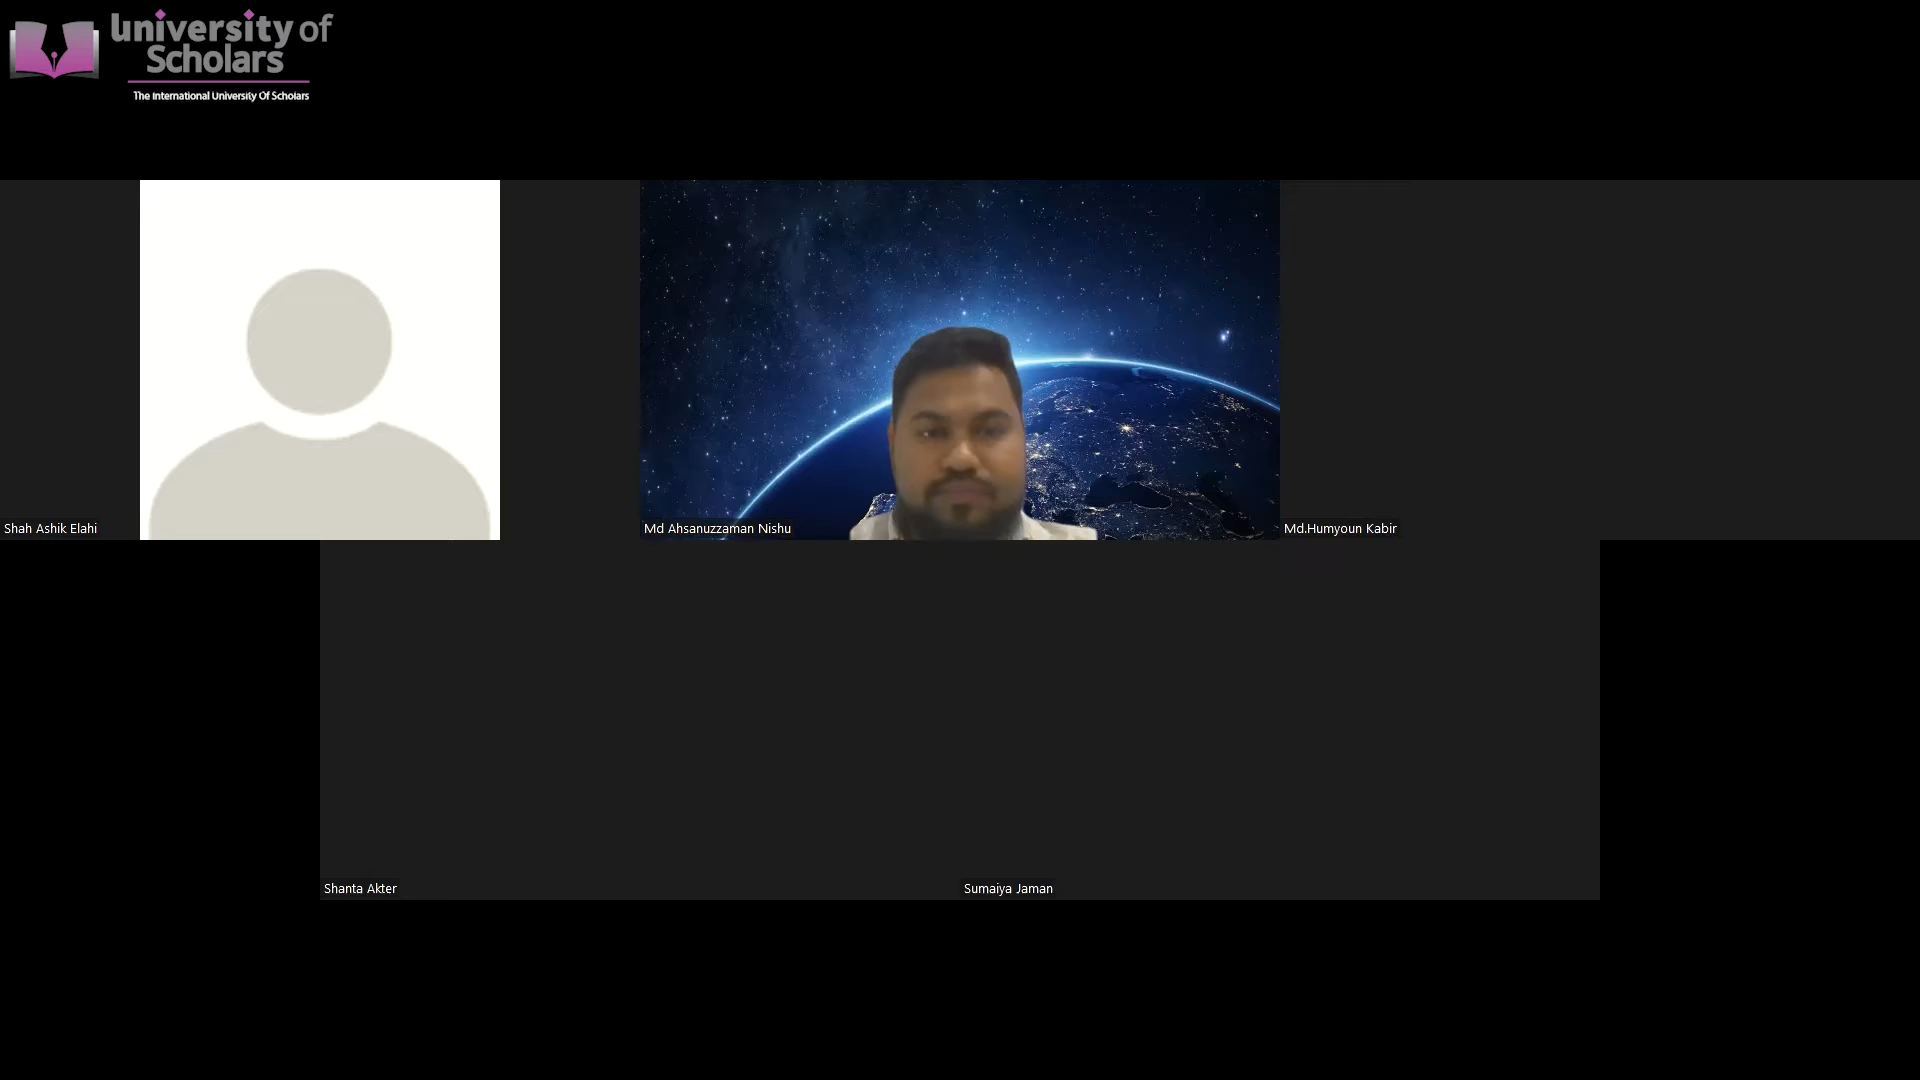 university of
Scholars
The International University Of Scholars
Shah Ashik Elahi
Md Ahsanuzzaman Nishu
Md.Humyoun Kabir
Shanta Akter
Sumaiya Jaman